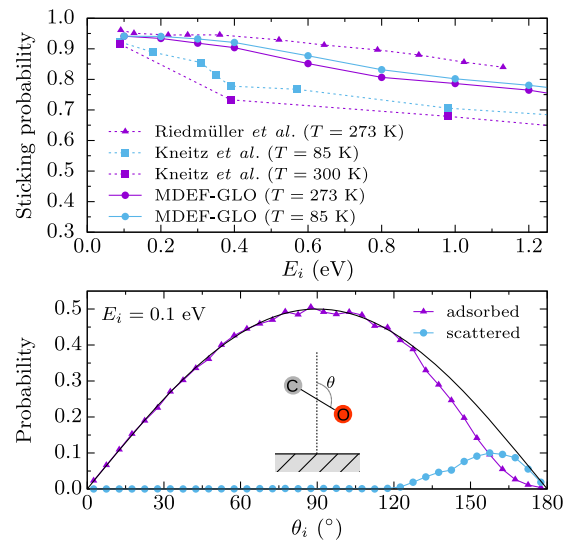 1.0
0.9
0.8
0.7
0.6
0.5
0.4
0.3
Sticking probability
Riedmüller et al. (T = 273 K)
Kneitz et al. (T = 85 K)
Kneitz et al. (T = 300 K)
MDEF-GLO (T = 273 K)
MDEF-GLO (T = 85 K)
0.0 0.2 0.4 0.6 0.8 1.0 1.2
E_i (eV)
0.5
0.4
0.3
0.2
0.1
0.0
Probability
E_i = 0.1 eV
adsorbed
scattered
θ
C
O
0 30 60 90 120 150 180
θ_i (°)